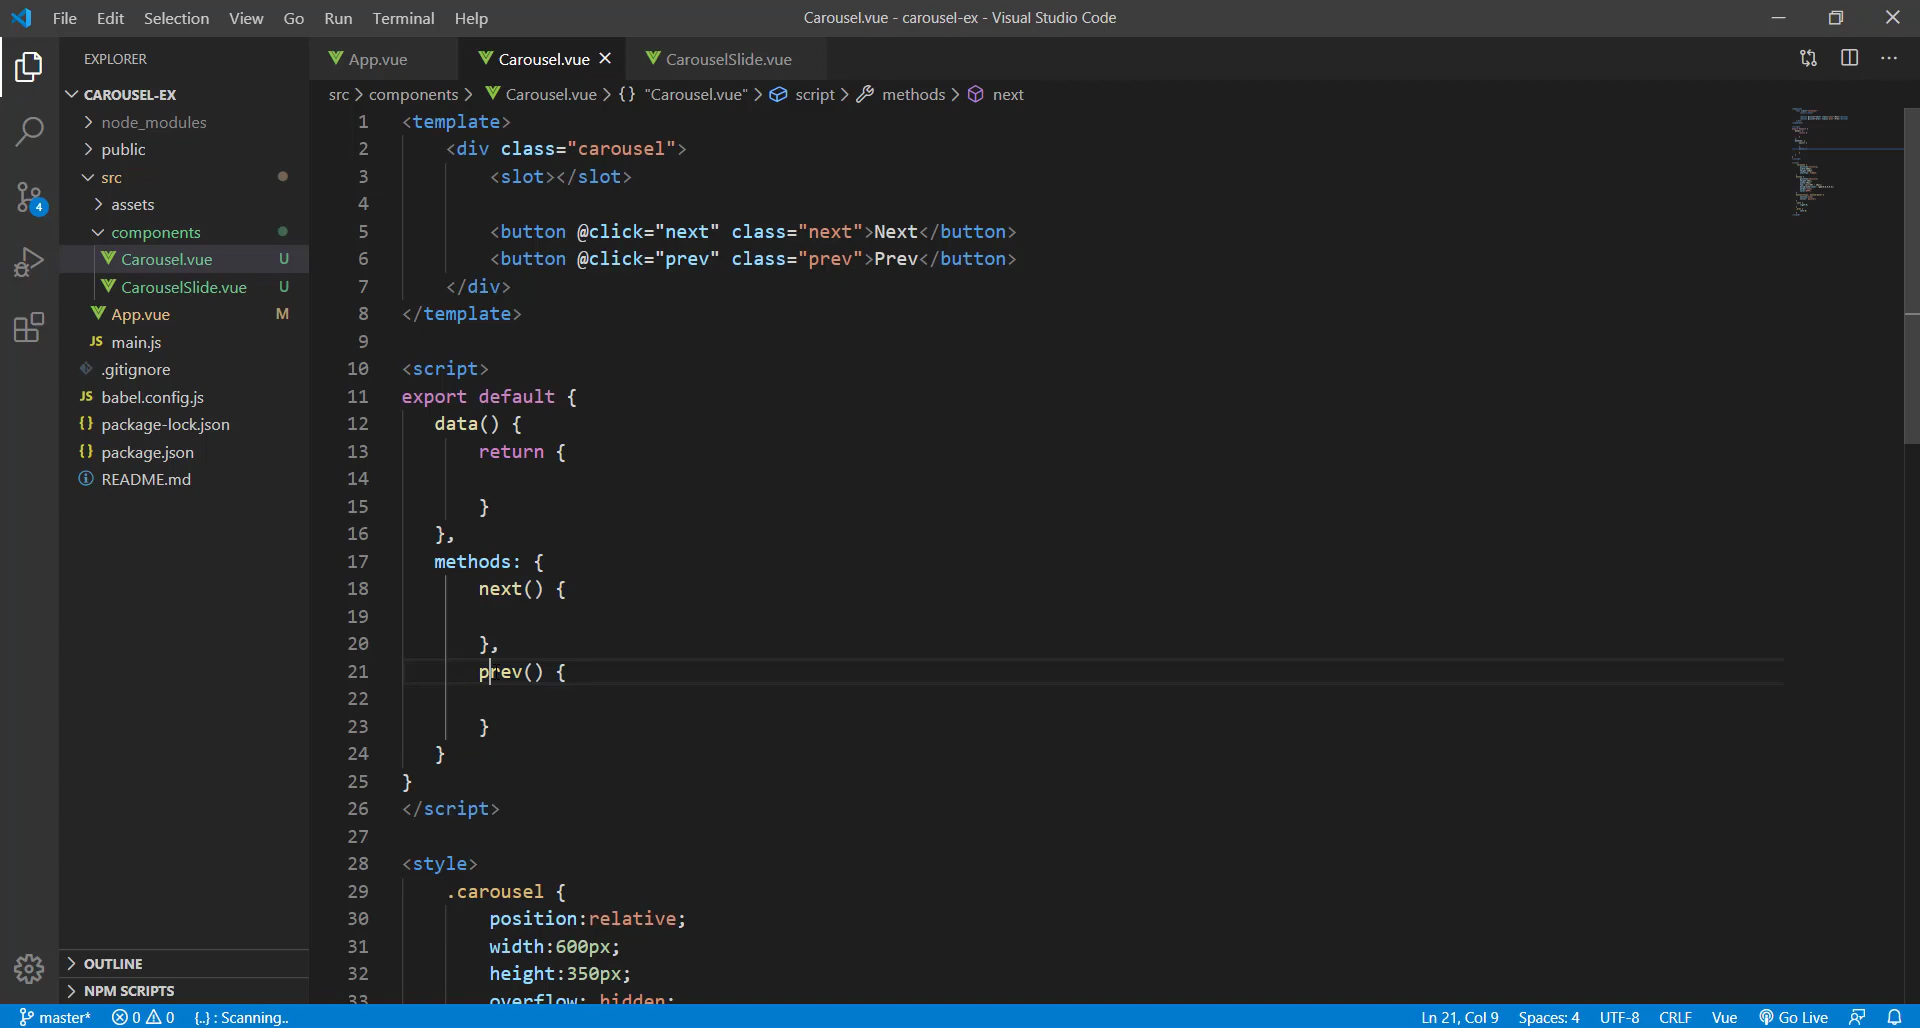 File Edit Selection View Go Run Terminal Help
Carousel.vue - carousel-ex - Visual Studio Code
EXPLORER
App.vue
Carousel.vue
CarouselSlide.vue
CAROUSEL-EX
node_modules
public
src
assets
components
Carousel.vue U
CarouselSlide.vue U
App.vue M
JS main.js
.gitignore
JS babel.config.js
{} package-lock.json
{} package.json
README.md
OUTLINE
NPM SCRIPTS
4
src > components > Carousel.vue > {} "Carousel.vue" > script > methods > next
1 <template>
2 <div class="carousel">
3 <slot></slot>
4
5 <button @click="next" class="next">Next</button>
6 <button @click="prev" class="prev">Prev</button>
7 </div>
8 </template>
9
10 <script>
11 export default {
12 data() {
13 return {
14
15 }
16 },
17 methods: {
18 next() {
19
20 },
21 prev() {
22
23 }
24 }
25 }
26 </script>
27
28 <style>
29 .carousel {
30 position:relative;
31 width:600px;
32 height:350px;
33 overflow: hidden;
master* 0 0 {..} : Scanning.. Ln 21, Col 9 Spaces: 4 UTF-8 CRLF Vue Go Live